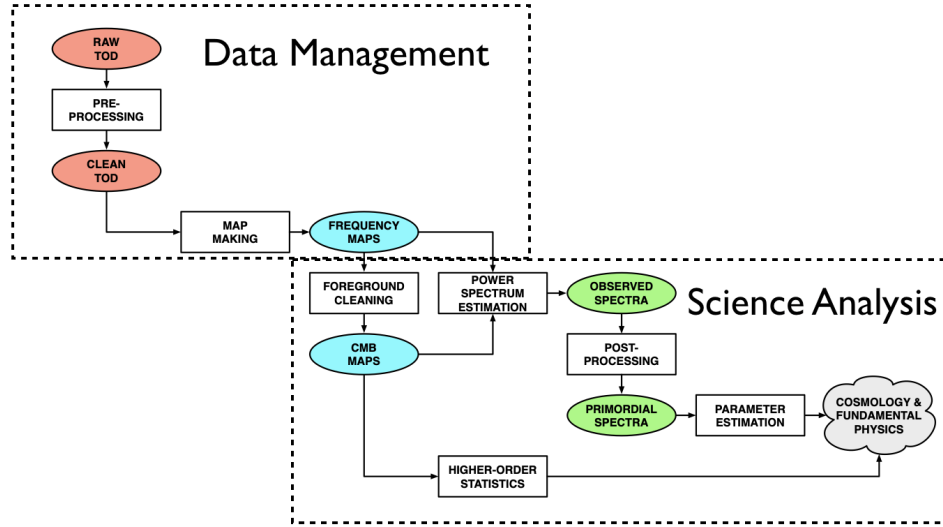 RAW
TOD
Data Management
PRE-
PROCESSING
CLEAN
TOD
MAP
MAKING
FREQUENCY
MAPS
FOREGROUND
CLEANING
POWER
SPECTRUM
ESTIMATION
OBSERVED
SPECTRA
Science Analysis
CMB
MAPS
POST-
PROCESSING
PRIMORDIAL
SPECTRA
PARAMETER
ESTIMATION
COSMOLOGY &
FUNDAMENTAL
PHYSICS
HIGHER-ORDER
STATISTICS